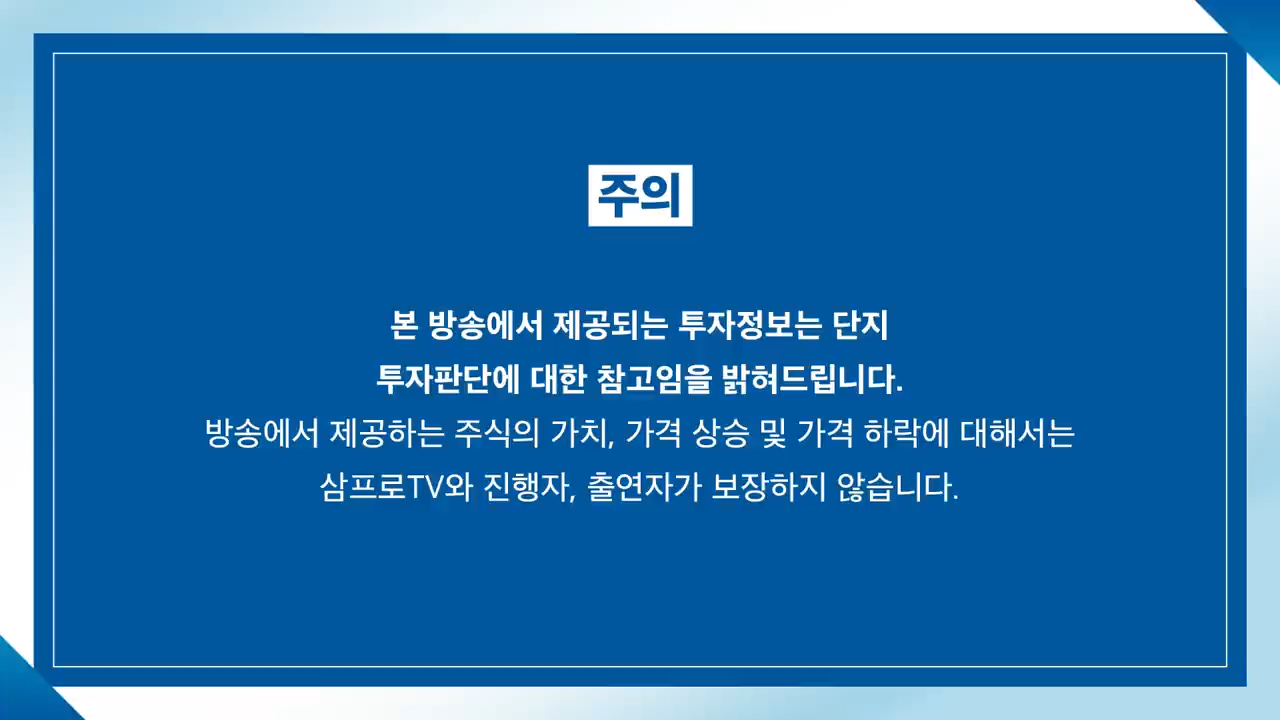 주의
본 방송에서 제공되는 투자정보는 단지
투자판단에 대한 참고임을 밝혀드립니다.
방송에서 제공하는 주식의 가치, 가격 상승 및 가격 하락에 대해서는
삼프로TV와 진행자, 출연자가 보장하지 않습니다.